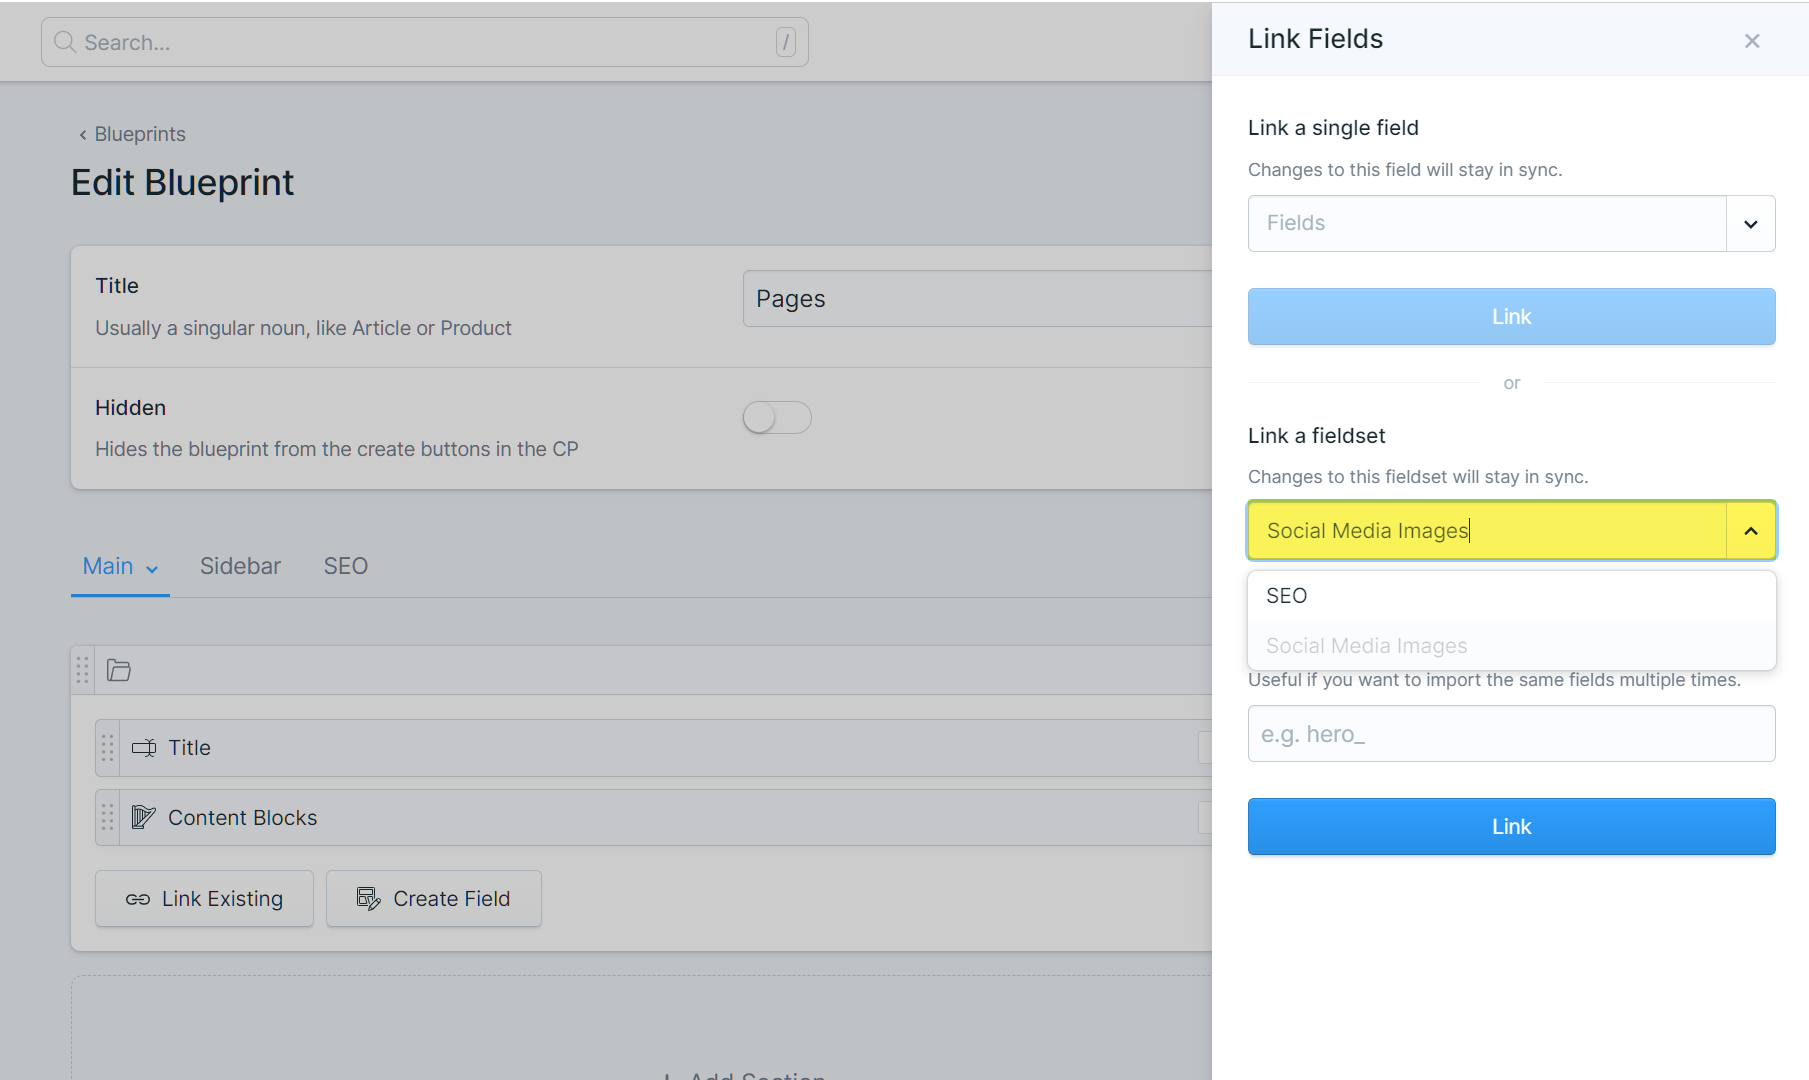 Search...
/
Blueprints
Edit Blueprint
Title
Usually a singular noun, like Article or Product
Pages
Hidden
Hides the blueprint from the create buttons in the CP
Main
Sidebar
SEO
Title
Content Blocks
Link Existing
Create Field
Add Section
Link Fields
Link a single field
Changes to this field will stay in sync.
Fields
Link
or
Link a fieldset
Changes to this fieldset will stay in sync.
Social Media Images
SEO
Social Media Images
Useful if you want to import the same fields multiple times.
e.g. hero_
Link